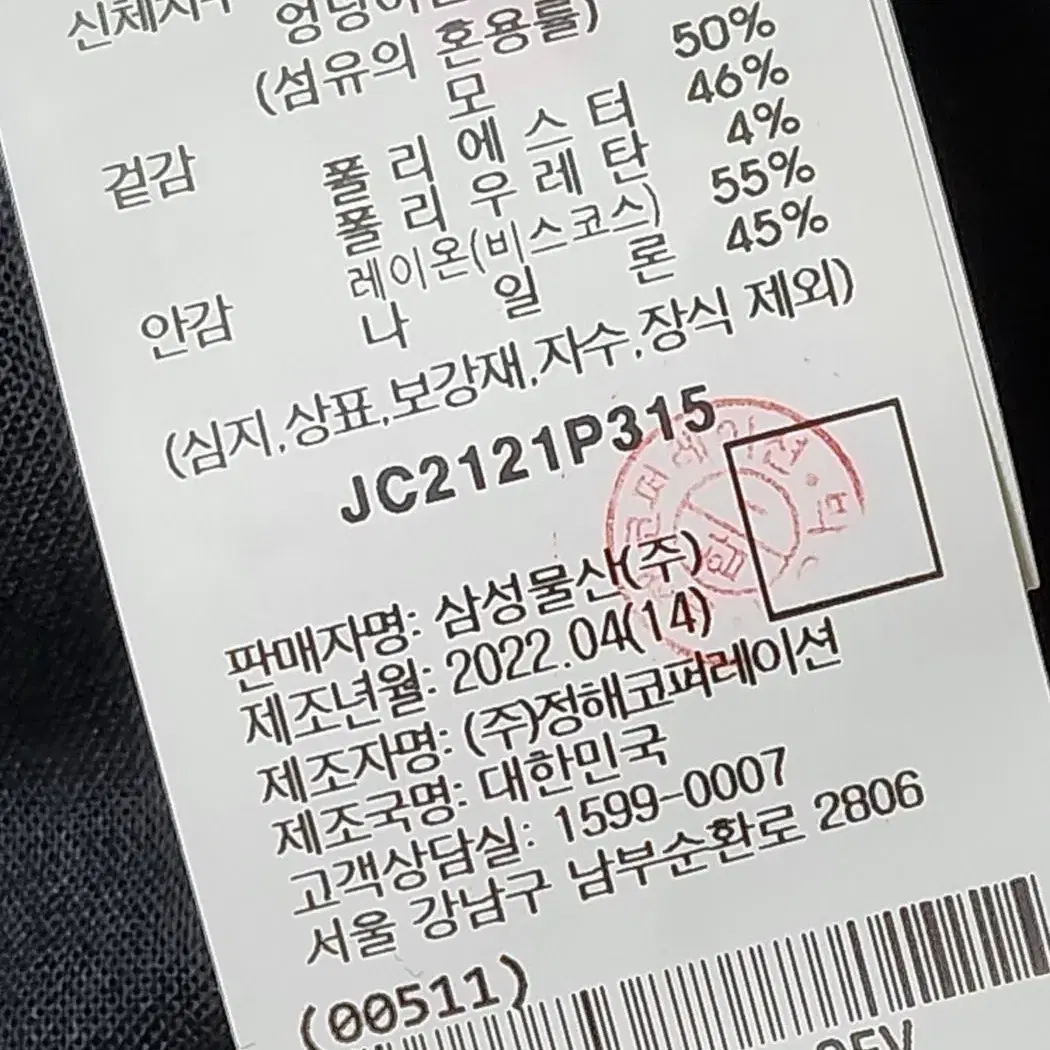 신체치수
(섬유의 혼용률)
겉감 모 50%
폴리에스터 46%
폴리우레탄 4%
안감 레이온(비스코스) 55%
나일론 45%
(심지,상표,보강재,자수,장식 제외)
JC2121P315
판매자명: 삼성물산(주)
제조년월: 2022.04(14)
제조자명: (주)정해코퍼레이션
제조국명: 대한민국
고객상담실: 1599-0007
서울 강남구 남부순환로 2806
(00511)